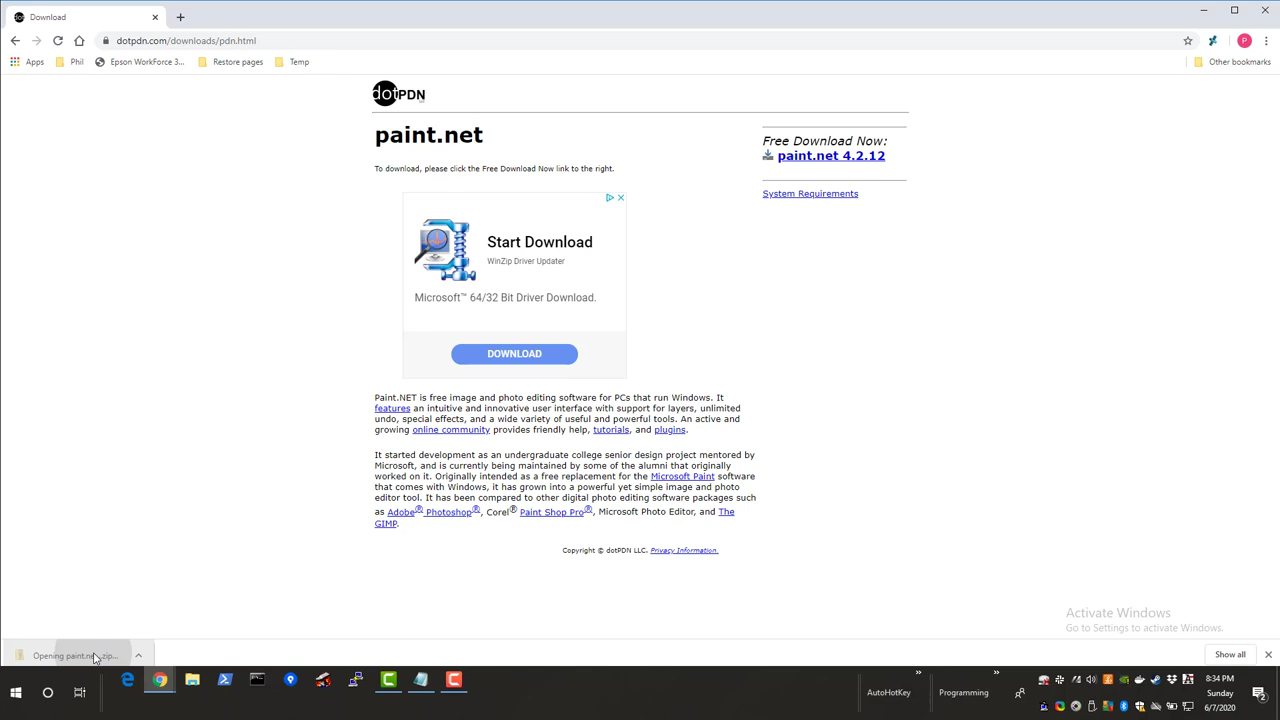 Download
dotpdn.com/downloads/pdn.html
P
Apps
Phil
Epson WorkForce 3...
Restore pages
Temp
Other bookmarks
dotPDN
paint.net
To download, please click the Free Download Now link to the right.
Free Download Now:
paint.net 4.2.12
System Requirements
Start Download
WinZip Driver Updater
Microsoft™ 64/32 Bit Driver Download.
DOWNLOAD
Paint.NET is free image and photo editing software for PCs that run Windows. It
features an intuitive and innovative user interface with support for layers, unlimited
undo, special effects, and a wide variety of useful and powerful tools. An active and
growing online community provides friendly help, tutorials, and plugins.
It started development as an undergraduate college senior design project mentored by
Microsoft, and is currently being maintained by some of the alumni that originally
worked on it. Originally intended as a free replacement for the Microsoft Paint software
that comes with Windows, it has grown into a powerful yet simple image and photo
editor tool. It has been compared to other digital photo editing software packages such
as Adobe® Photoshop®, Corel® Paint Shop Pro®, Microsoft Photo Editor, and The
GIMP.
Copyright © dotPDN LLC. Privacy Information.
Activate Windows
Go to Settings to activate Windows.
Opening paint.net...zip...
Show all
AutoHotKey
»
Programming
»
8:34 PM
Sunday
6/7/2020
2